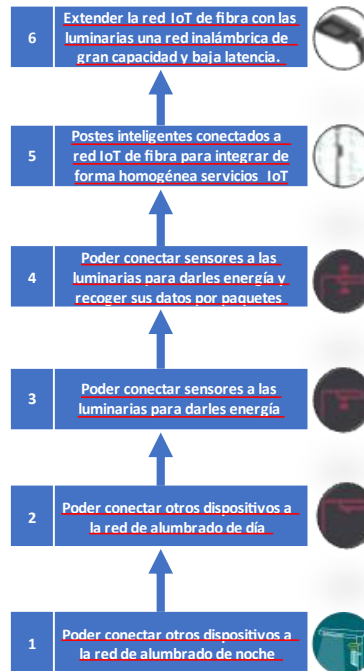 6
Extender la red IoT de fibra con las
luminarias una red inalámbrica de
gran capacidad y baja latencia.
5
Postes inteligentes conectados a
red IoT de fibra para integrar de
forma homogénea servicios IoT
4
Poder conectar sensores a las
luminarias para darles energía y
recoger sus datos por paquetes
3
Poder conectar sensores a las
luminarias para darles energía
2
Poder conectar otros dispositivos a
la red de alumbrado de día
1
Poder conectar otros dispositivos a
la red de alumbrado de noche